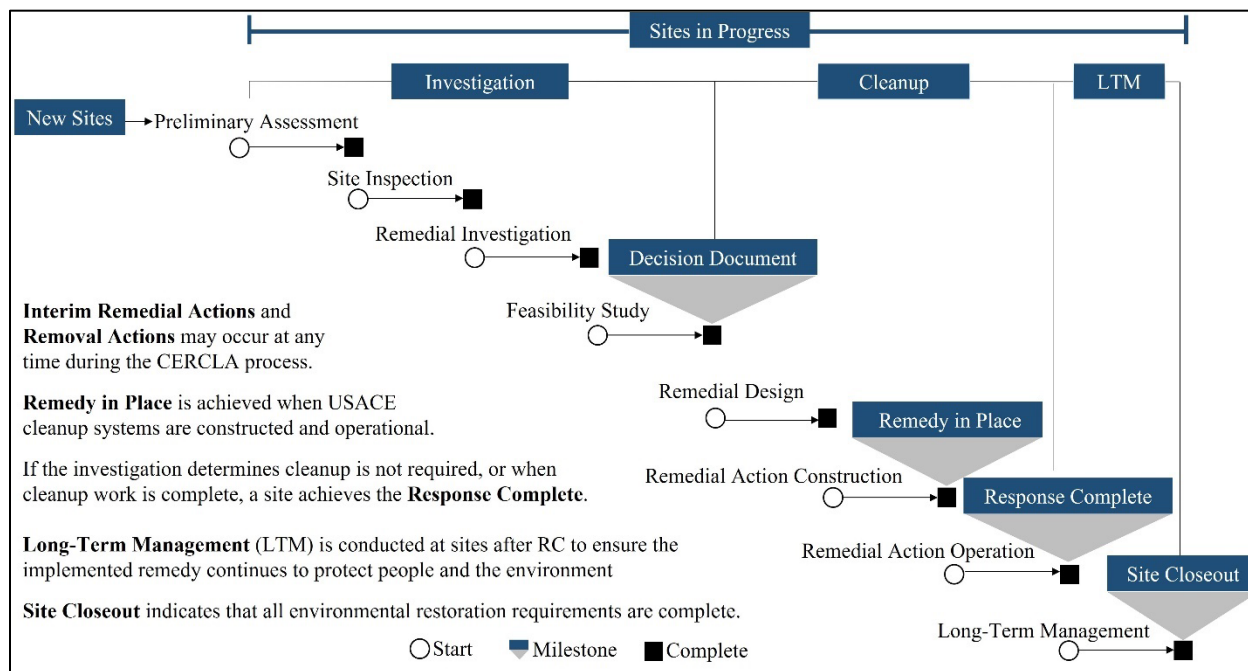 Sites in Progress
Investigation
Cleanup
LTM
New Sites
Preliminary Assessment
Site Inspection
Remedial Investigation
Decision Document
Feasibility Study
Interim Remedial Actions and
Removal Actions may occur at any
time during the CERCLA process.
Remedial Design
Remedy in Place is achieved when USACE
cleanup systems are constructed and operational.
Remedy in Place
Remedial Action Construction
If the investigation determines cleanup is not required, or when
cleanup work is complete, a site achieves the Response Complete.
Response Complete
Long-Term Management (LTM) is conducted at sites after RC to ensure the
implemented remedy continues to protect people and the environment
Remedial Action Operation
Site Closeout
Site Closeout indicates that all environmental restoration requirements are complete.
Long-Term Management
Start
Milestone
Complete